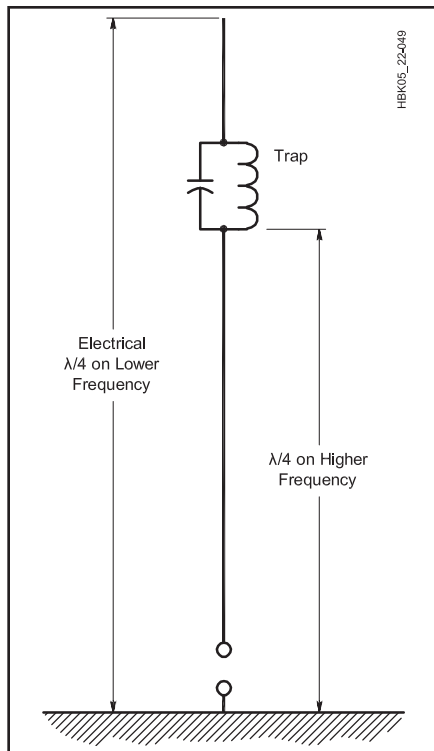 HBK05_22-049
Trap
Electrical
λ/4 on Lower
Frequency
λ/4 on Higher
Frequency